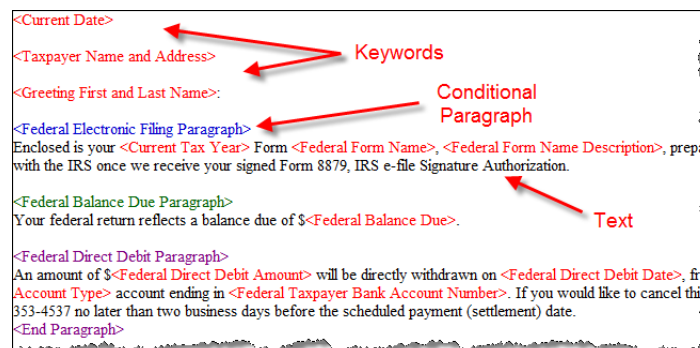 <Current Date>
Keywords
<Taxpayer Name and Address>
<Greeting First and Last Name>:
Conditional
Paragraph
<Federal Electronic Filing Paragraph>
Enclosed is your <Current Tax Year> Form <Federal Form Name>, <Federal Form Name Description>, prepa
with the IRS once we receive your signed Form 8879, IRS e-file Signature Authorization.
<Federal Balance Due Paragraph>
Your federal return reflects a balance due of $<Federal Balance Due>.
Text
<Federal Direct Debit Paragraph>
An amount of $<Federal Direct Debit Amount> will be directly withdrawn on <Federal Direct Debit Date>, fr
Account Type> account ending in <Federal Taxpayer Bank Account Number>. If you would like to cancel thi
353-4537 no later than two business days before the scheduled payment (settlement) date.
<End Paragraph>